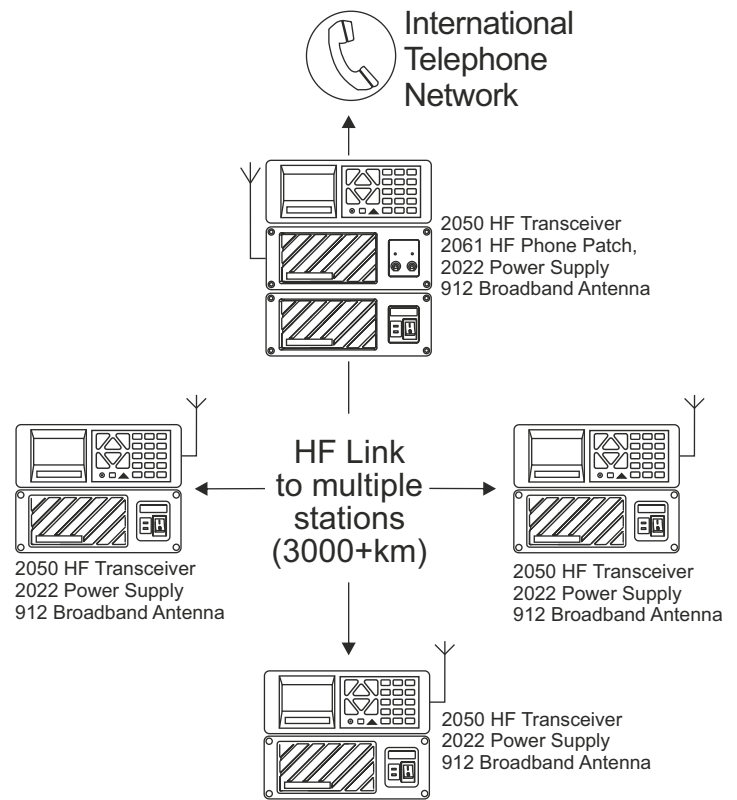 International
Telephone
Network
2050 HF Transceiver
2061 HF Phone Patch,
2022 Power Supply
912 Broadband Antenna
HF Link
to multiple
stations
(3000+km)
2050 HF Transceiver
2022 Power Supply
912 Broadband Antenna
2050 HF Transceiver
2022 Power Supply
912 Broadband Antenna
2050 HF Transceiver
2022 Power Supply
912 Broadband Antenna